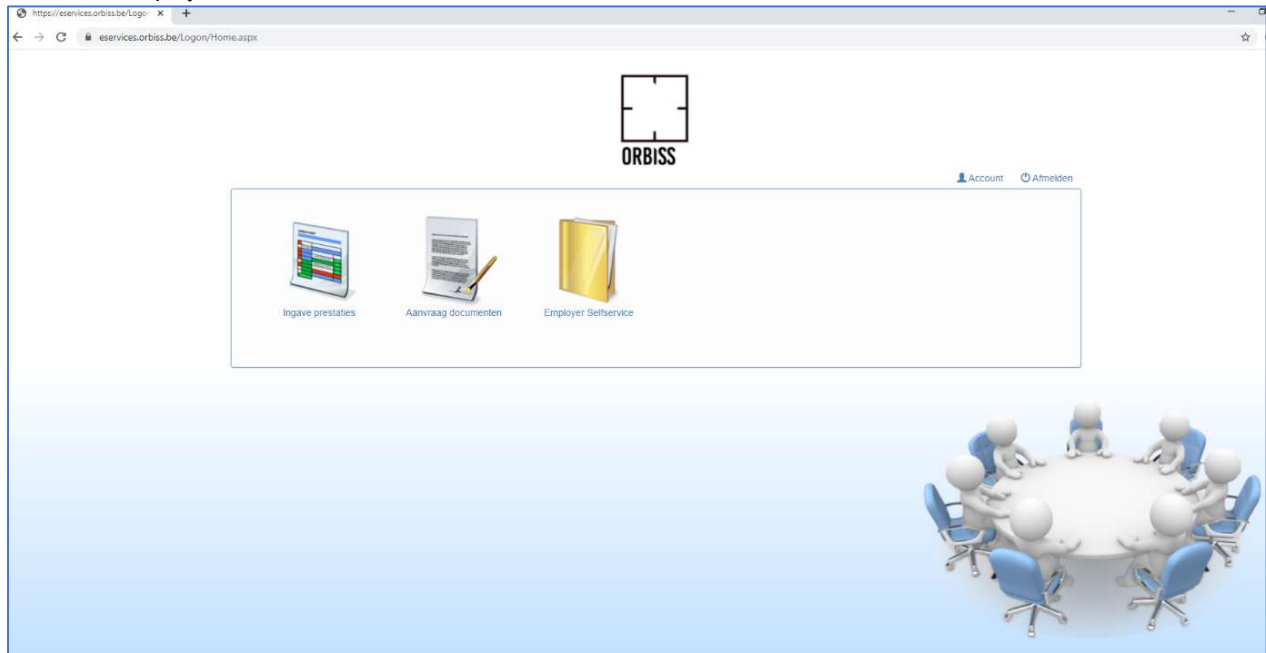 https://eservices.orbiss.be/Logo
eservices.orbiss.be/Logon/Home.aspx
ORBISS
Account Afmelden
Ingave prestaties Aanvraag documenten Employer Selfservice